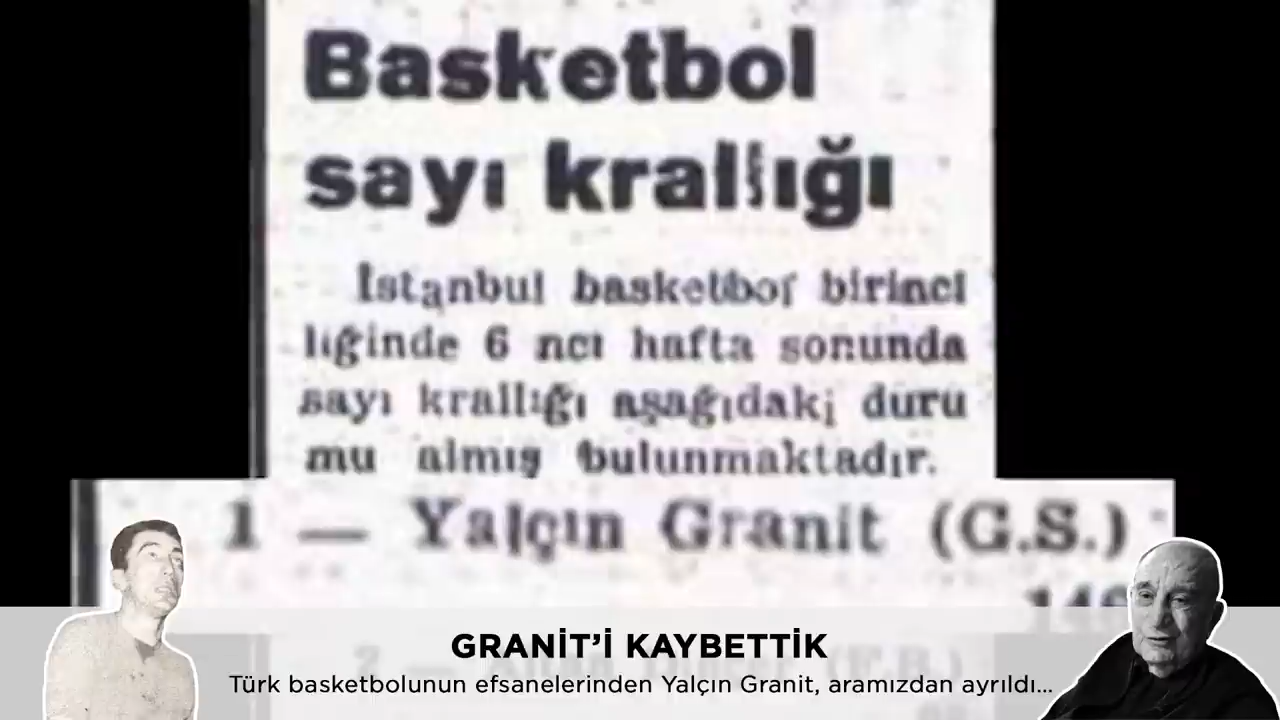 Basketbol
sayı krallığı
İstanbul basketbol birinci
liğinde 6 ncı hafta sonunda
sayı krallığı aşağıdaki duru
mu almış bulunmaktadır.
1 — Yalçın Granit (G.S.)
2 — (F.B.)
GRANİT’İ KAYBETTİK
Türk basketbolunun efsanelerinden Yalçın Granit, aramızdan ayrıldı...